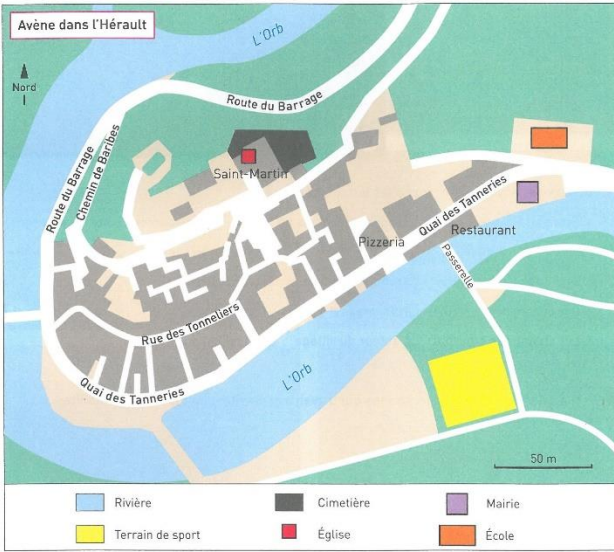 Avène dans l'Hérault
L'Orb
Nord
Route du Barrage
Route du Barrage
Chemin de Baribes
Saint-Martin
Quai des Tanneries
Pizzeria
Restaurant
Passerelle
Rue des Tonneliers
Quai des Tanneries
L'Orb
50 m
Rivière
Cimetière
Mairie
Terrain de sport
Église
École